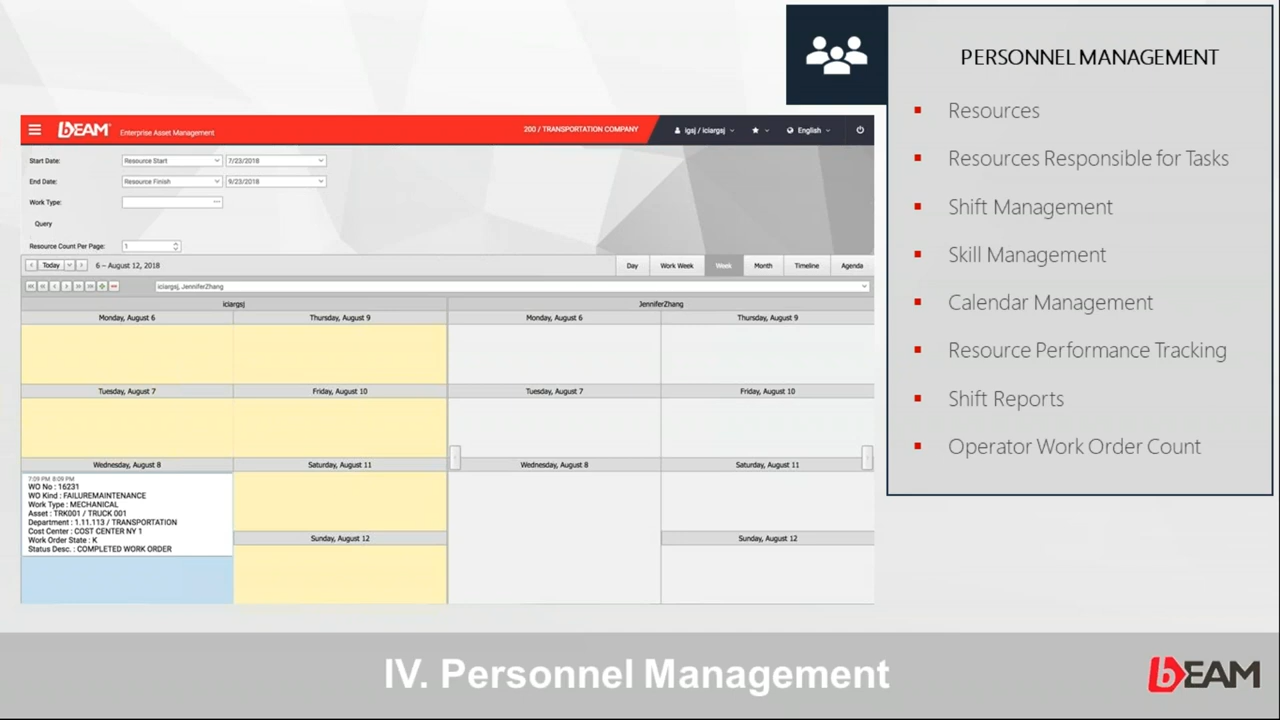 PERSONNEL MANAGEMENT
Resources
Resources Responsible for Tasks
Shift Management
Skill Management
Calendar Management
Resource Performance Tracking
Shift Reports
Operator Work Order Count
bEAM Enterprise Asset Management 200 / TRANSPORTATION COMPANY igsj / iciargsj English
Start Date: Resource Start 7/23/2018
End Date: Resource Finish 9/23/2018
Work Type:
Query
Resource Count Per Page: 1
Today 6 – August 12, 2018 Day Work Week Week Month Timeline Agenda
iciargsj, JenniferZhang
iciargsj JenniferZhang
Monday, August 6 Thursday, August 9 Monday, August 6 Thursday, August 9
Tuesday, August 7 Friday, August 10 Tuesday, August 7 Friday, August 10
Wednesday, August 8 Saturday, August 11 Wednesday, August 8 Saturday, August 11
7:09 PM 8:09 PM
WO No : 16231
WO Kind : FAILUREMAINTENANCE
Work Type : MECHANICAL
Asset : TRK001 / TRUCK 001
Department : 1.11.113 / TRANSPORTATION
Cost Center : COST CENTER NY 1
Work Order State : K
Status Desc. : COMPLETED WORK ORDER
Sunday, August 12 Sunday, August 12
IV. Personnel Management
bEAM